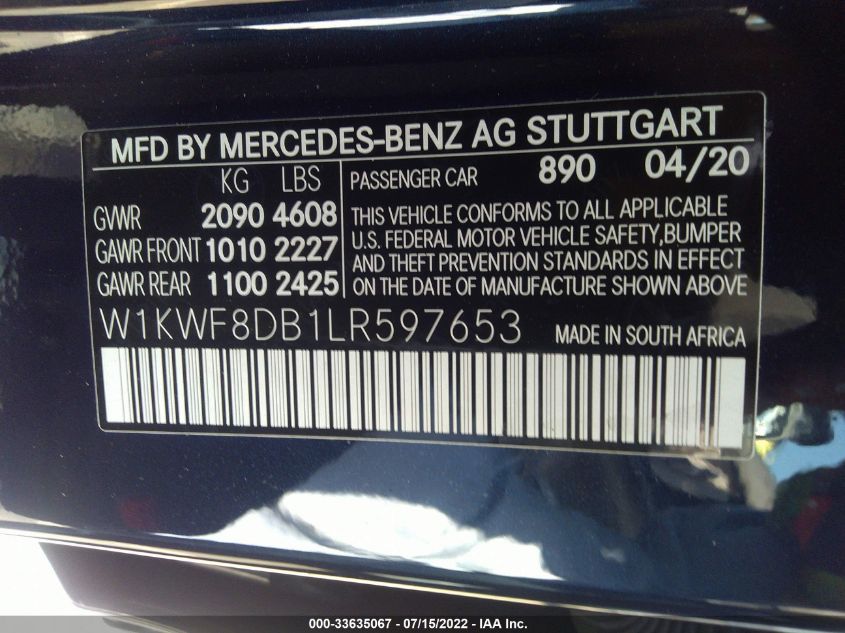 MFD BY MERCEDES-BENZ AG STUTTGART
KG LBS
GVWR 2090 4608
GAWR FRONT 1010 2227
GAWR REAR 1100 2425
PASSENGER CAR 890 04/20
THIS VEHICLE CONFORMS TO ALL APPLICABLE
U.S. FEDERAL MOTOR VEHICLE SAFETY,BUMPER
AND THEFT PREVENTION STANDARDS IN EFFECT
ON THE DATE OF MANUFACTURE SHOWN ABOVE
W1KWF8DB1LR597653 MADE IN SOUTH AFRICA
000-33635067 - 07/15/2022 - IAA Inc.